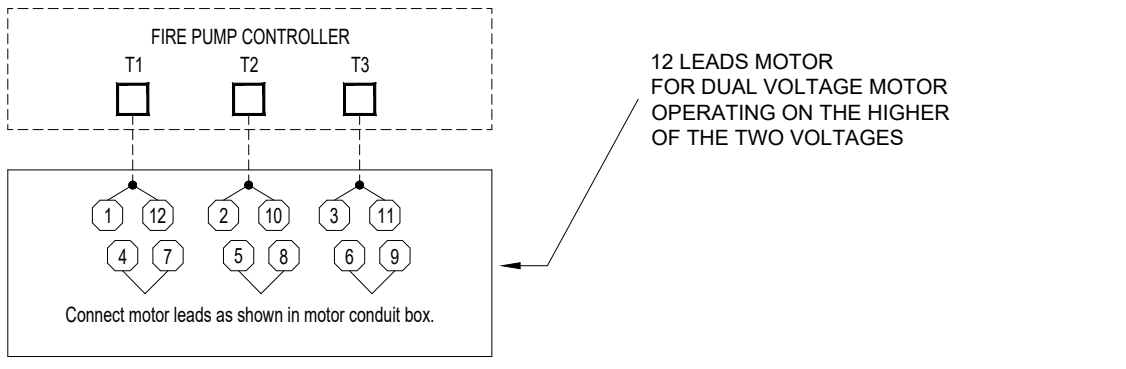 FIRE PUMP CONTROLLER
T1 T2 T3
12 LEADS MOTOR
FOR DUAL VOLTAGE MOTOR
OPERATING ON THE HIGHER
OF THE TWO VOLTAGES
1 12 2 10 3 11
4 7 5 8 6 9
Connect motor leads as shown in motor conduit box.